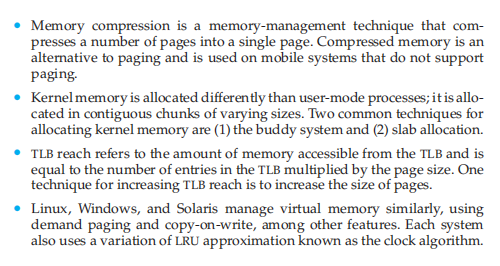 • Memory compression is a memory-management technique that com-
presses a number of pages into a single page. Compressed memory is an
alternative to paging and is used on mobile systems that do not support
paging.
• Kernel memory is allocated differently than user-mode processes; it is allo-
cated in contiguous chunks of varying sizes. Two common techniques for
allocating kernel memory are (1) the buddy system and (2) slab allocation.
• TLB reach refers to the amount of memory accessible from the TLB and is
equal to the number of entries in the TLB multiplied by the page size. One
technique for increasing TLB reach is to increase the size of pages.
• Linux, Windows, and Solaris manage virtual memory similarly, using
demand paging and copy-on-write, among other features. Each system
also uses a variation of LRU approximation known as the clock algorithm.